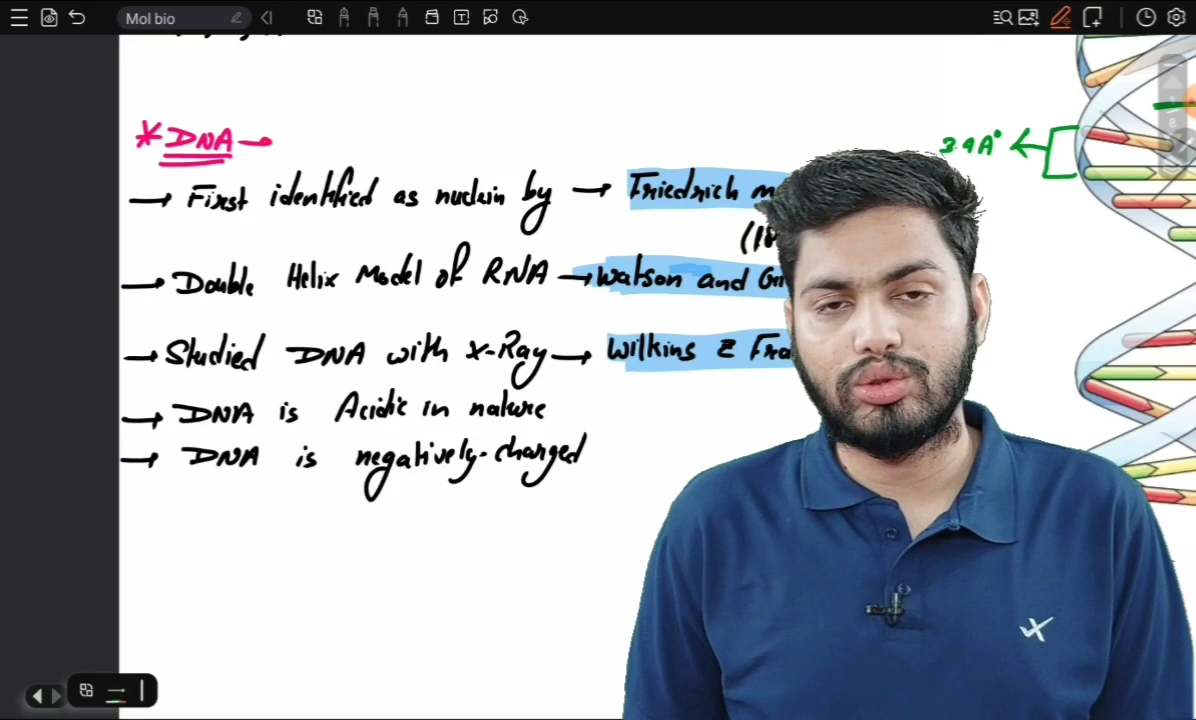 Mol bio
* DNA →
3.4A°
→ First identified as nuclein by → Friedrich
→ Double Helix Model of RNA → Watson and
→ Studied DNA with X-Ray → Wilkins &
→ DNA is Acidic in nature
→ DNA is negatively-charged